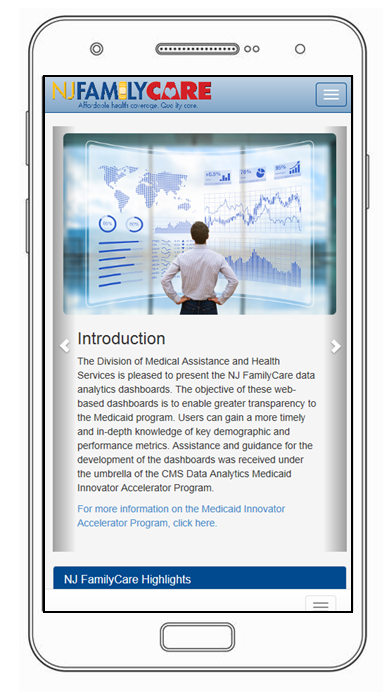 NJFAMILYCARE
Affordable health coverage. Quality care.
Introduction
The Division of Medical Assistance and Health
Services is pleased to present the NJ FamilyCare data
analytics dashboards. The objective of these web-
based dashboards is to enable greater transparency to
the Medicaid program. Users can gain a more timely
and in-depth knowledge of key demographic and
performance metrics. Assistance and guidance for the
development of the dashboards was received under
the umbrella of the CMS Data Analytics Medicaid
Innovator Accelerator Program.
For more information on the Medicaid Innovator
Accelerator Program, click here.
NJ FamilyCare Highlights